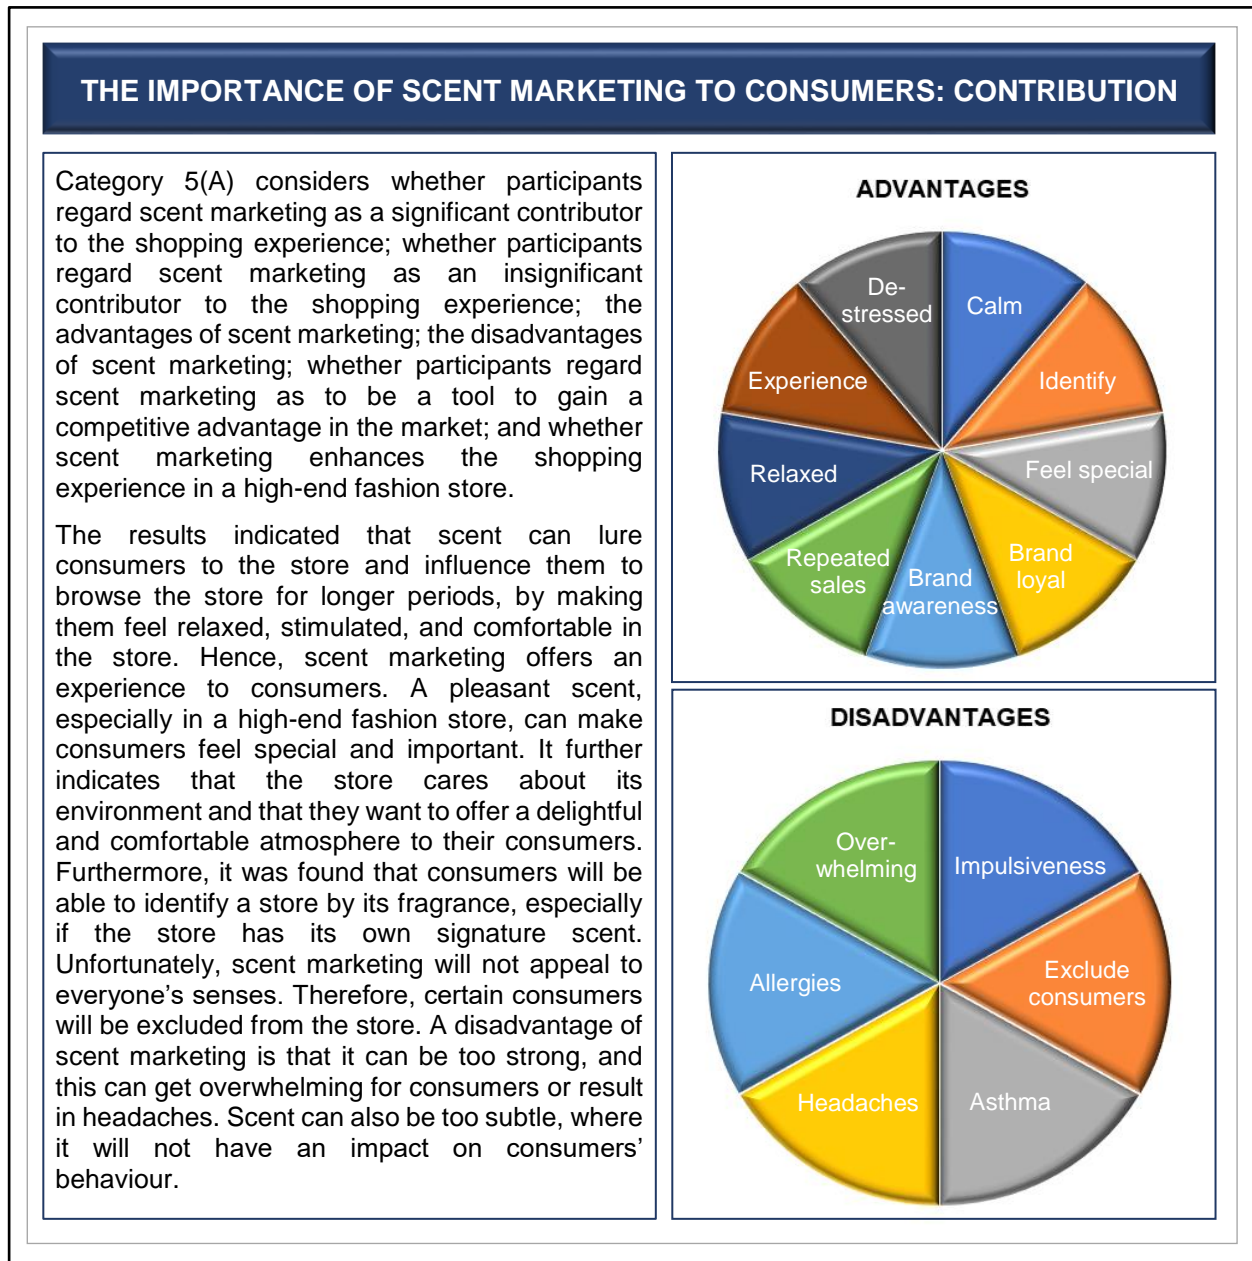 THE IMPORTANCE OF SCENT MARKETING TO CONSUMERS: CONTRIBUTION
Category 5(A) considers whether participants
regard scent marketing as a significant contributor
to the shopping experience; whether participants
regard scent marketing as an insignificant
contributor to the shopping experience; the
advantages of scent marketing; the disadvantages
of scent marketing; whether participants regard
scent marketing as to be a tool to gain a
competitive advantage in the market; and whether
scent marketing enhances the shopping
experience in a high-end fashion store.
The results indicated that scent can lure
consumers to the store and influence them to
browse the store for longer periods, by making
them feel relaxed, stimulated, and comfortable in
the store. Hence, scent marketing offers an
experience to consumers. A pleasant scent,
especially in a high-end fashion store, can make
consumers feel special and important. It further
indicates that the store cares about its
environment and that they want to offer a delightful
and comfortable atmosphere to their consumers.
Furthermore, it was found that consumers will be
able to identify a store by its fragrance, especially
if the store has its own signature scent.
Unfortunately, scent marketing will not appeal to
everyone’s senses. Therefore, certain consumers
will be excluded from the store. A disadvantage of
scent marketing is that it can be too strong, and
this can get overwhelming for consumers or result
in headaches. Scent can also be too subtle, where
it will not have an impact on consumers’
behaviour.
ADVANTAGES
Calm
Identify
Feel special
Brand
loyal
Brand
awareness
Repeated
sales
Relaxed
Experience
De-
stressed
DISADVANTAGES
Impulsiveness
Exclude
consumers
Asthma
Headaches
Allergies
Over-
whelming